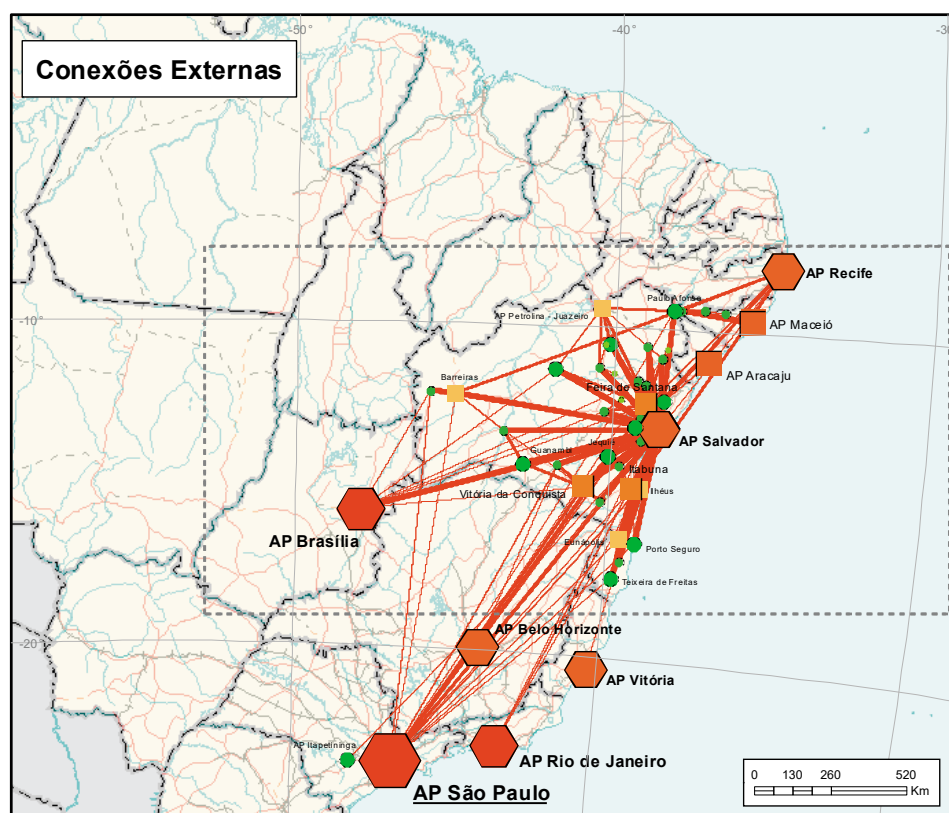 -50°
-40°
-30°
Conexões Externas
AP Recife
Paulo Afonso
AP Petrolina - Juazeiro
-10°
AP Maceió
AP Aracaju
Barreiras
Feira de Santana
AP Salvador
Jequié
Guanambi
Itabuna
Vitória da Conquista
Ilhéus
AP Brasília
Eunápolis
Porto Seguro
Teixeira de Freitas
AP Belo Horizonte
-20°
AP Vitória
AP Itapetininga
AP Rio de Janeiro
AP São Paulo
0 130 260 520
Km